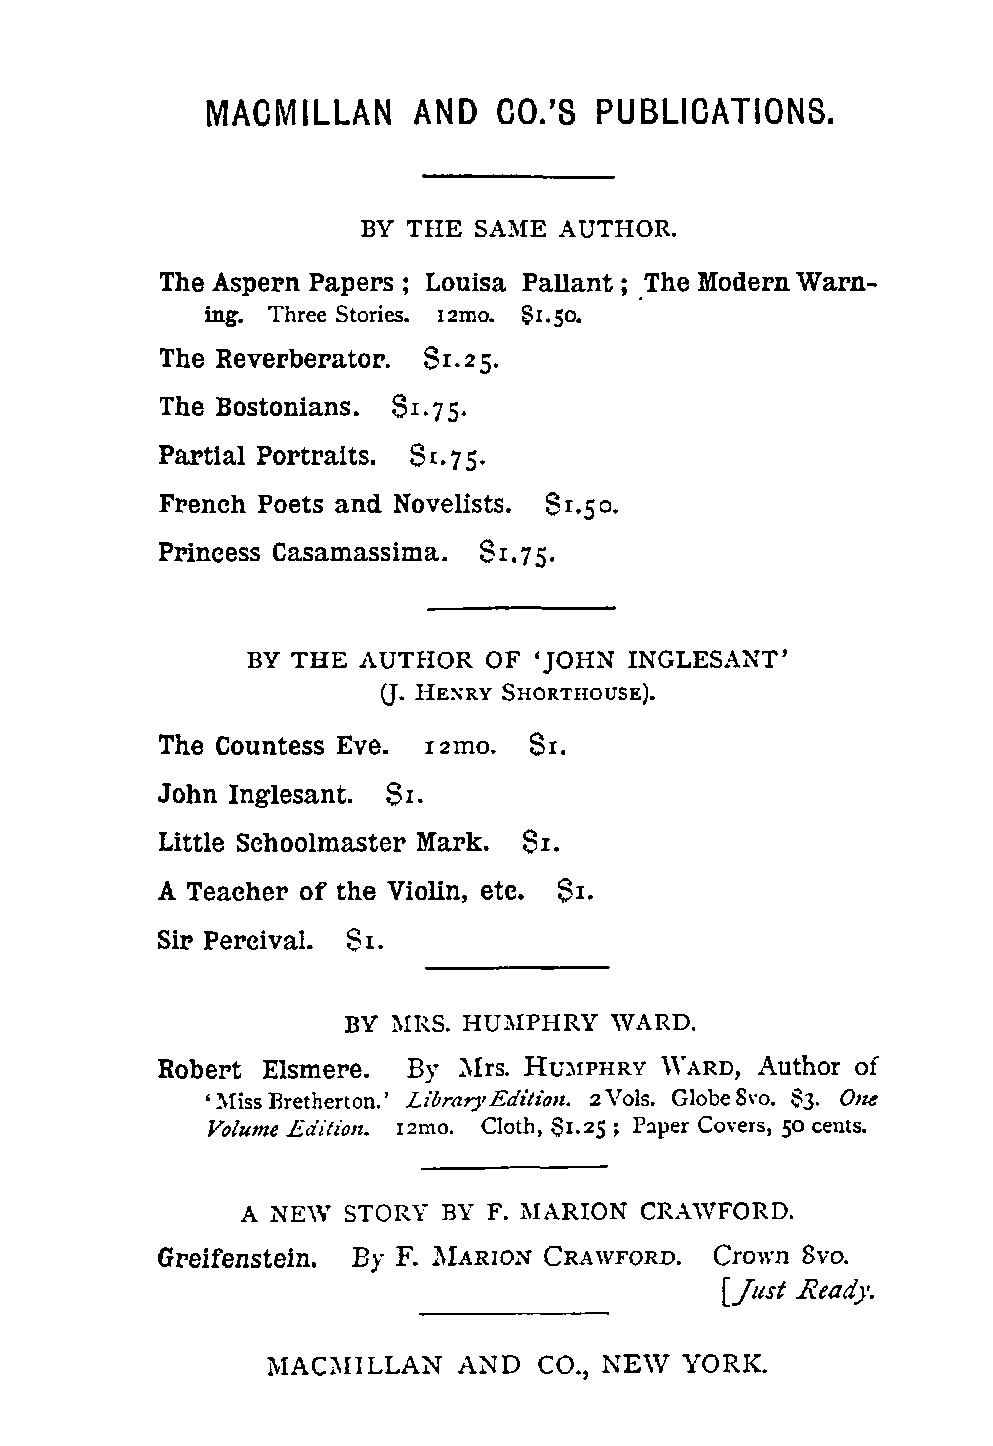 MACMILLAN AND CO.'S PUBLICATIONS.
BY THE SAME AUTHOR.
The Aspern Papers; Louisa Pallant; The Modern Warn-
ing. Three Stories. 12mo. $1.50.
The Reverberator. $1.25.
The Bostonians. $1.75.
Partial Portraits. $1.75.
French Poets and Novelists. $1.50.
Princess Casamassima. $1.75.
BY THE AUTHOR OF 'JOHN INGLESANT'
(J. HENRY SHORTHOUSE).
The Countess Eve. 12mo. $1.
John Inglesant. $1.
Little Schoolmaster Mark. $1.
A Teacher of the Violin, etc. $1.
Sir Percival. $1.
BY MRS. HUMPHRY WARD.
Robert Elsmere. By Mrs. HUMPHRY WARD, Author of
'Miss Bretherton.' Library Edition. 2 Vols. Globe 8vo. $3. One
Volume Edition. 12mo. Cloth, $1.25; Paper Covers, 50 cents.
A NEW STORY BY F. MARION CRAWFORD.
Greifenstein. By F. MARION CRAWFORD. Crown 8vo.
[Just Ready.
MACMILLAN AND CO., NEW YORK.